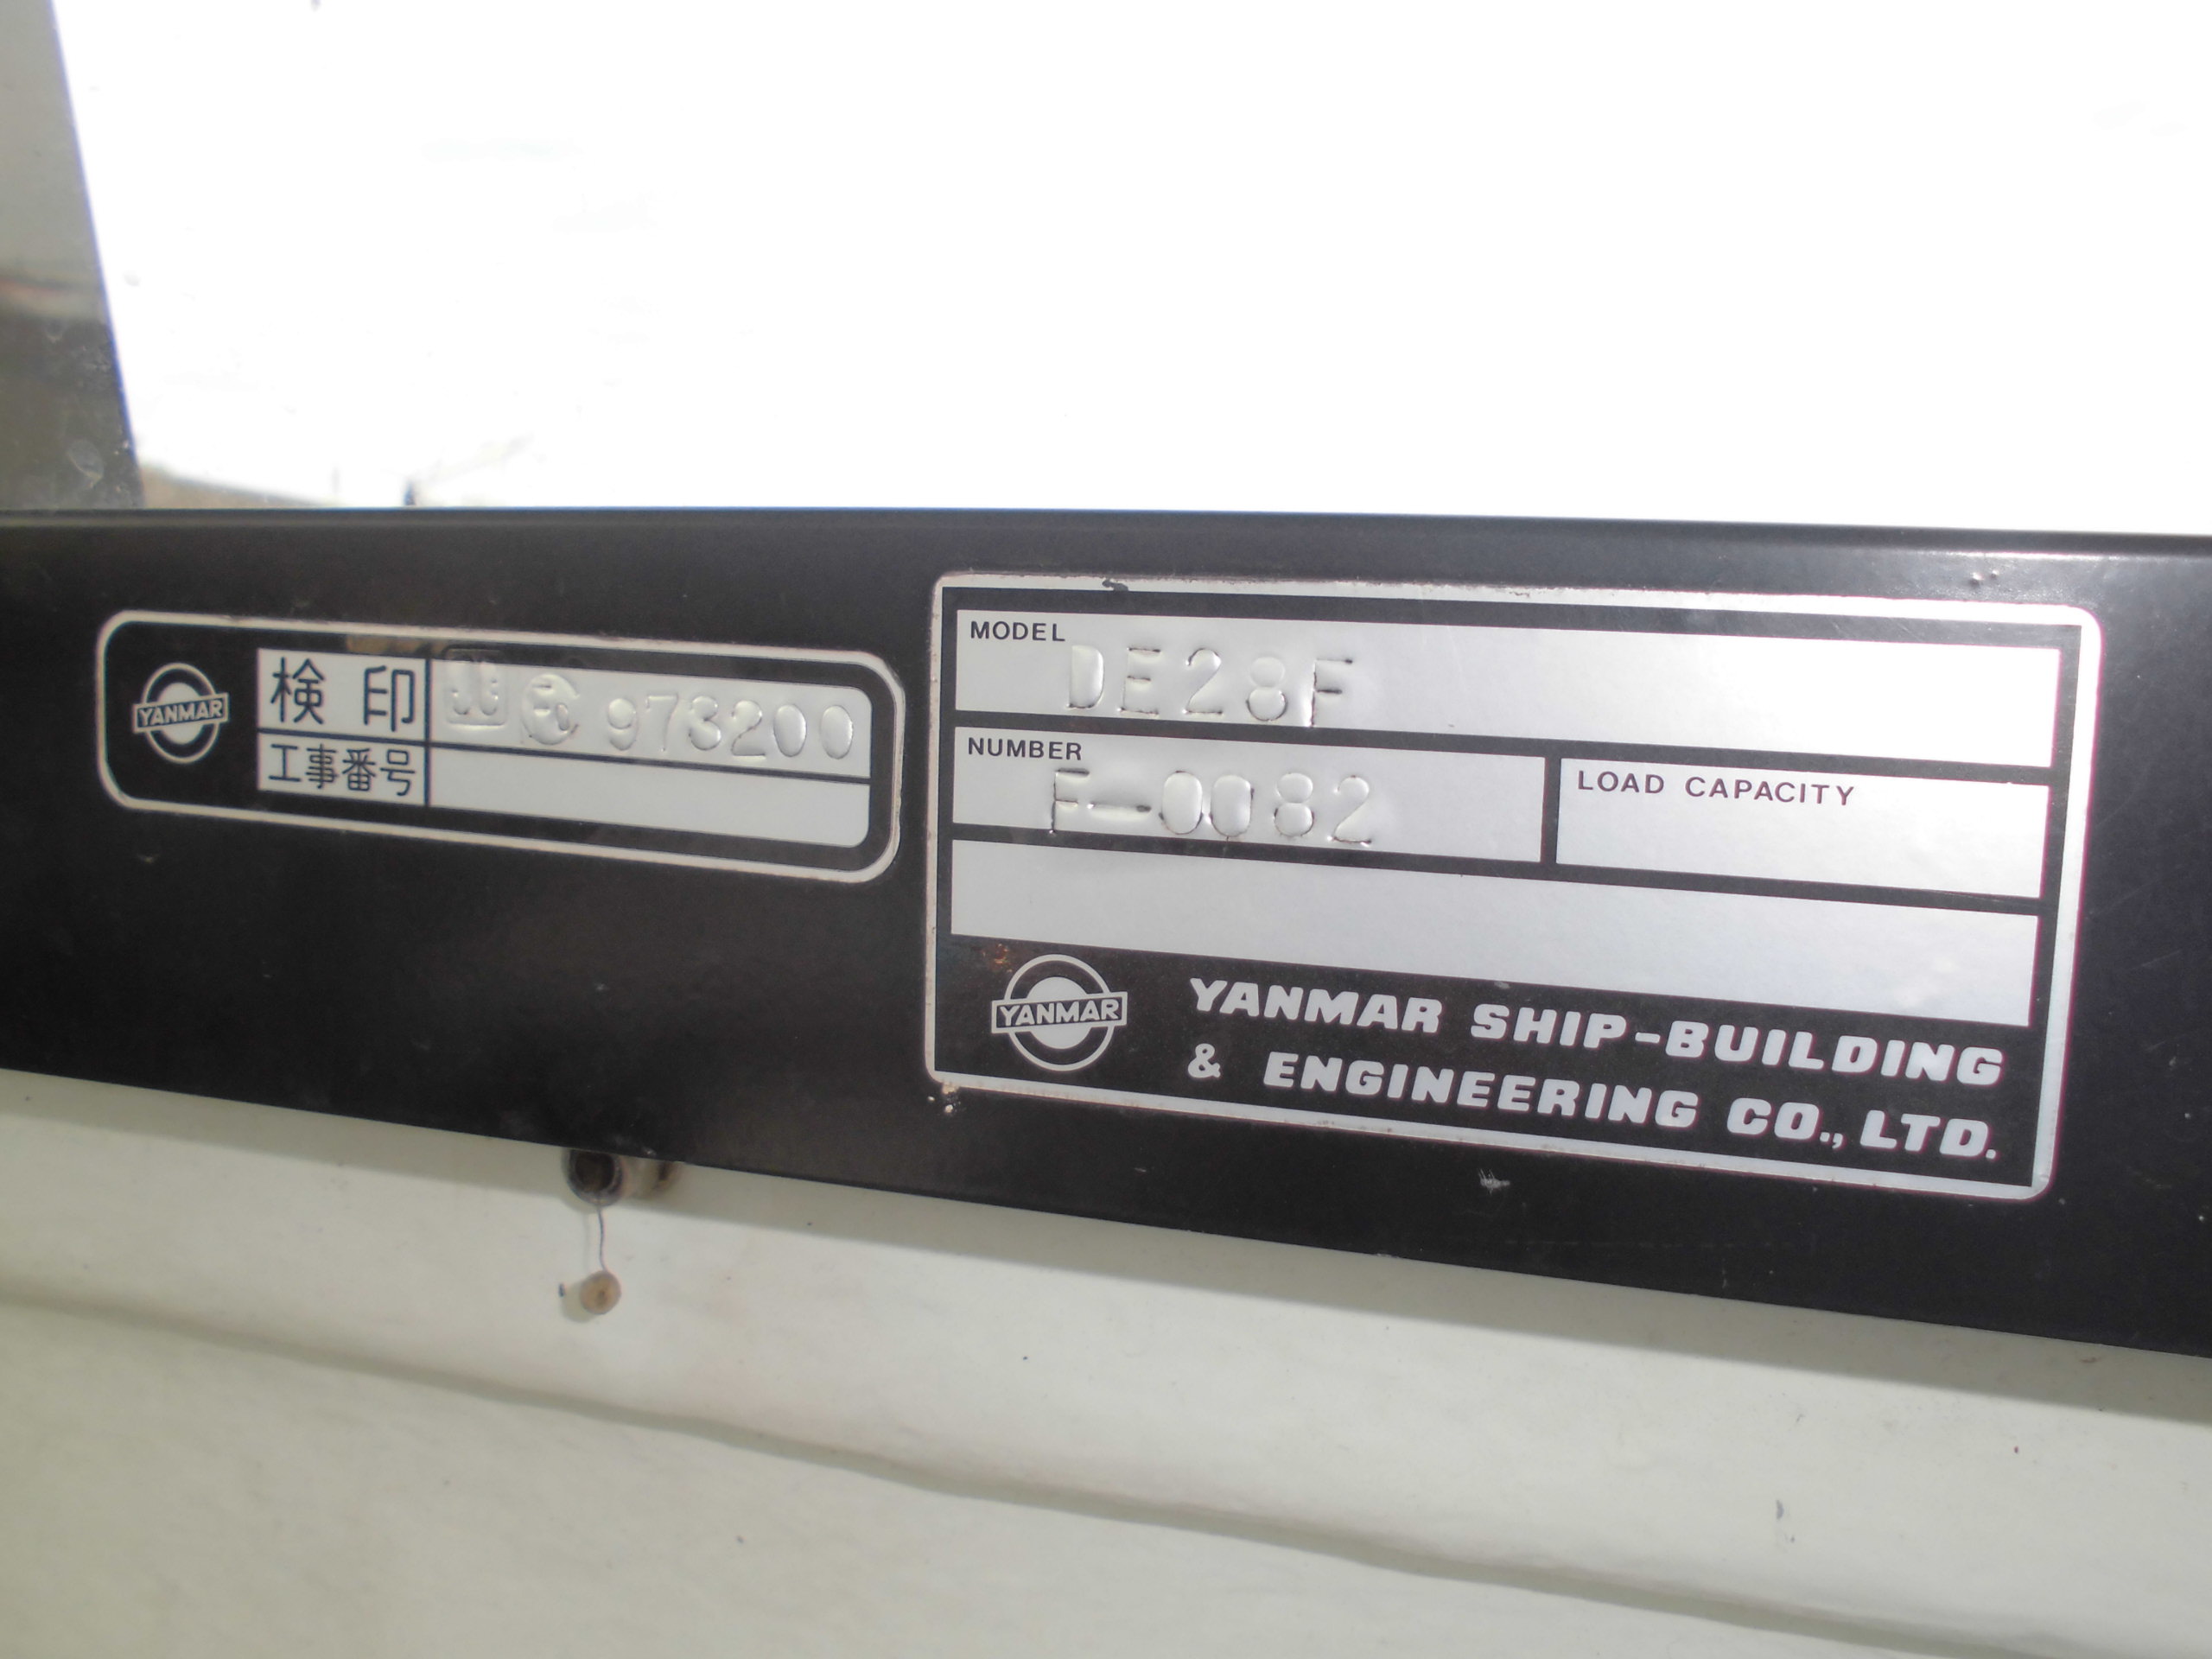 YANMAR
検印 973200
工事番号
MODEL DE28F
NUMBER F-0082
LOAD CAPACITY
YANMAR
YANMAR SHIP-BUILDING
& ENGINEERING CO., LTD.